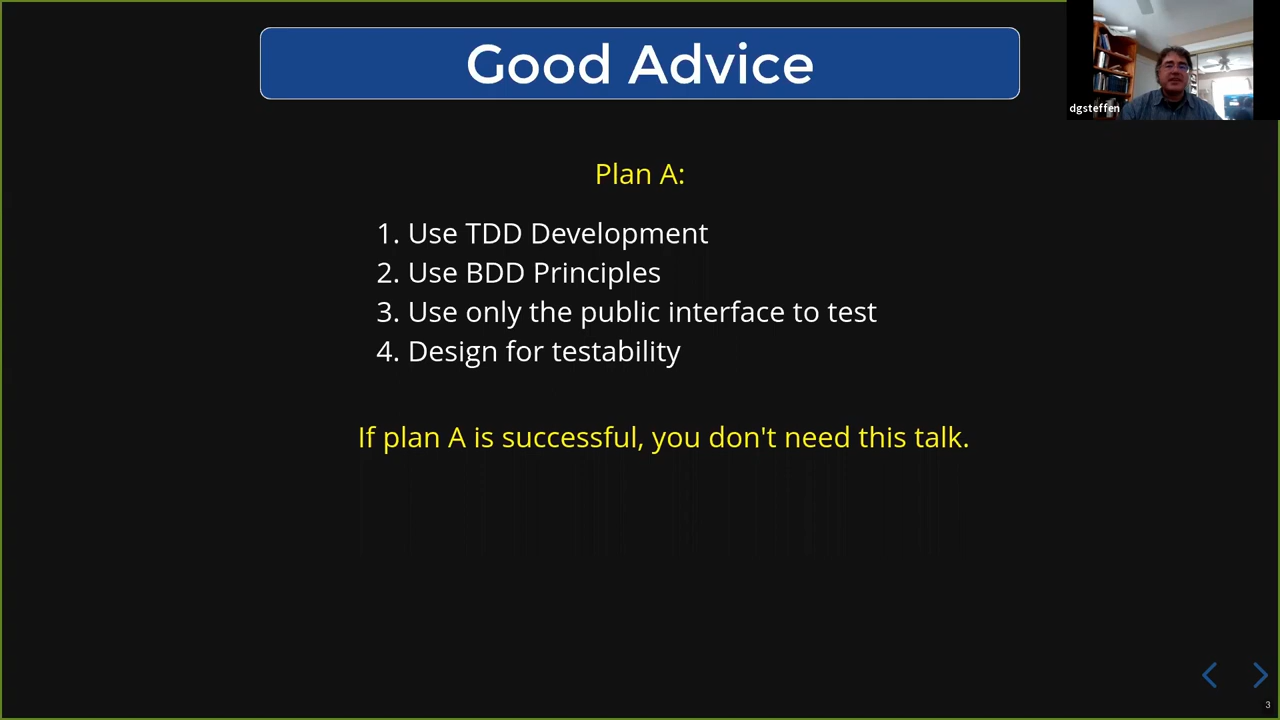 Good Advice
dgsteffen
Plan A:
1. Use TDD Development
2. Use BDD Principles
3. Use only the public interface to test
4. Design for testability
If plan A is successful, you don't need this talk.
3